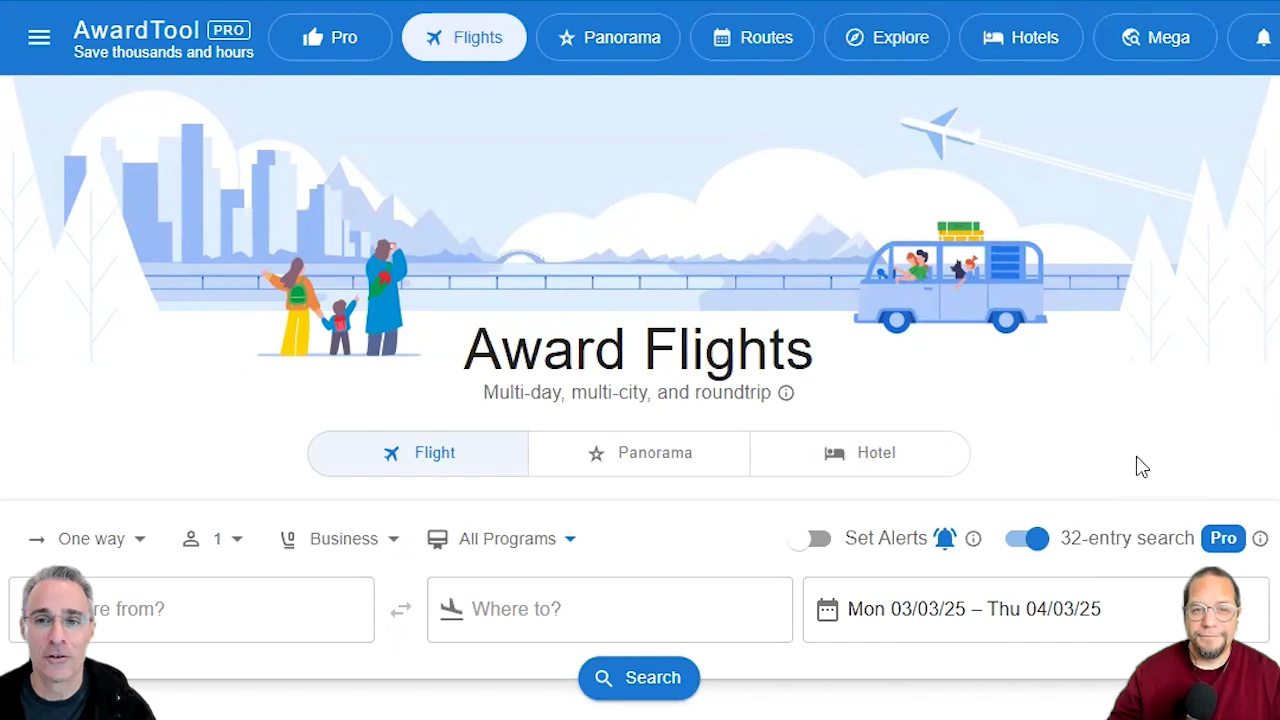 AwardTool PRO
Save thousands and hours
Pro
Flights
Panorama
Routes
Explore
Hotels
Mega
Award Flights
Multi-day, multi-city, and roundtrip
Flight
Panorama
Hotel
One way
1
Business
All Programs
Set Alerts
32-entry search Pro
re from?
Where to?
Mon 03/03/25 – Thu 04/03/25
Search